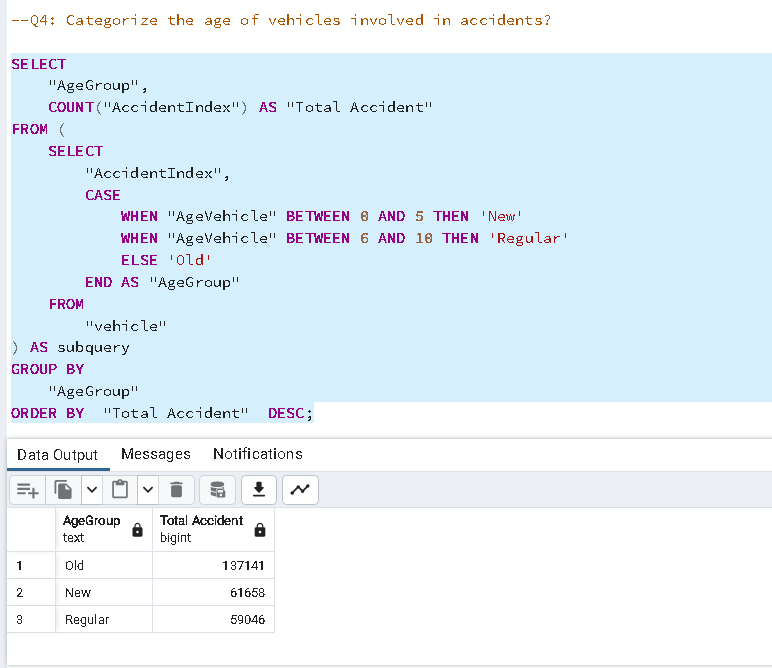 --Q4: Categorize the age of vehicles involved in accidents?
SELECT
    "AgeGroup",
    COUNT("AccidentIndex") AS "Total Accident"
FROM (
    SELECT
        "AccidentIndex",
        CASE
            WHEN "AgeVehicle" BETWEEN 0 AND 5 THEN 'New'
            WHEN "AgeVehicle" BETWEEN 6 AND 10 THEN 'Regular'
            ELSE 'Old'
        END AS "AgeGroup"
    FROM
        "vehicle"
) AS subquery
GROUP BY
    "AgeGroup"
ORDER BY  "Total Accident"  DESC;
Data Output Messages Notifications
AgeGroup Total Accident
text bigint
1 Old 137141
2 New 61658
3 Regular 59046